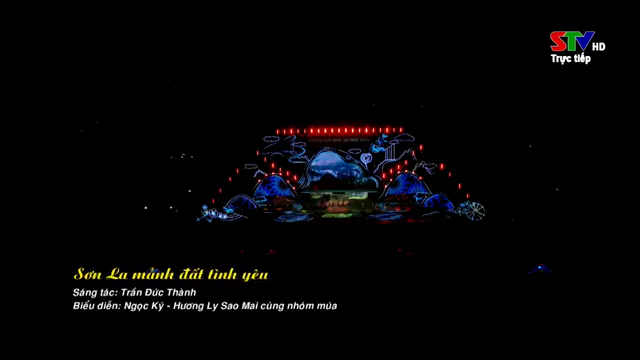 STV HD
Trực tiếp
Sơn La mảnh đất tình yêu
Sáng tác: Trần Đức Thành
Biểu diễn: Ngọc Ký - Hương Ly Sao Mai cùng nhóm múa